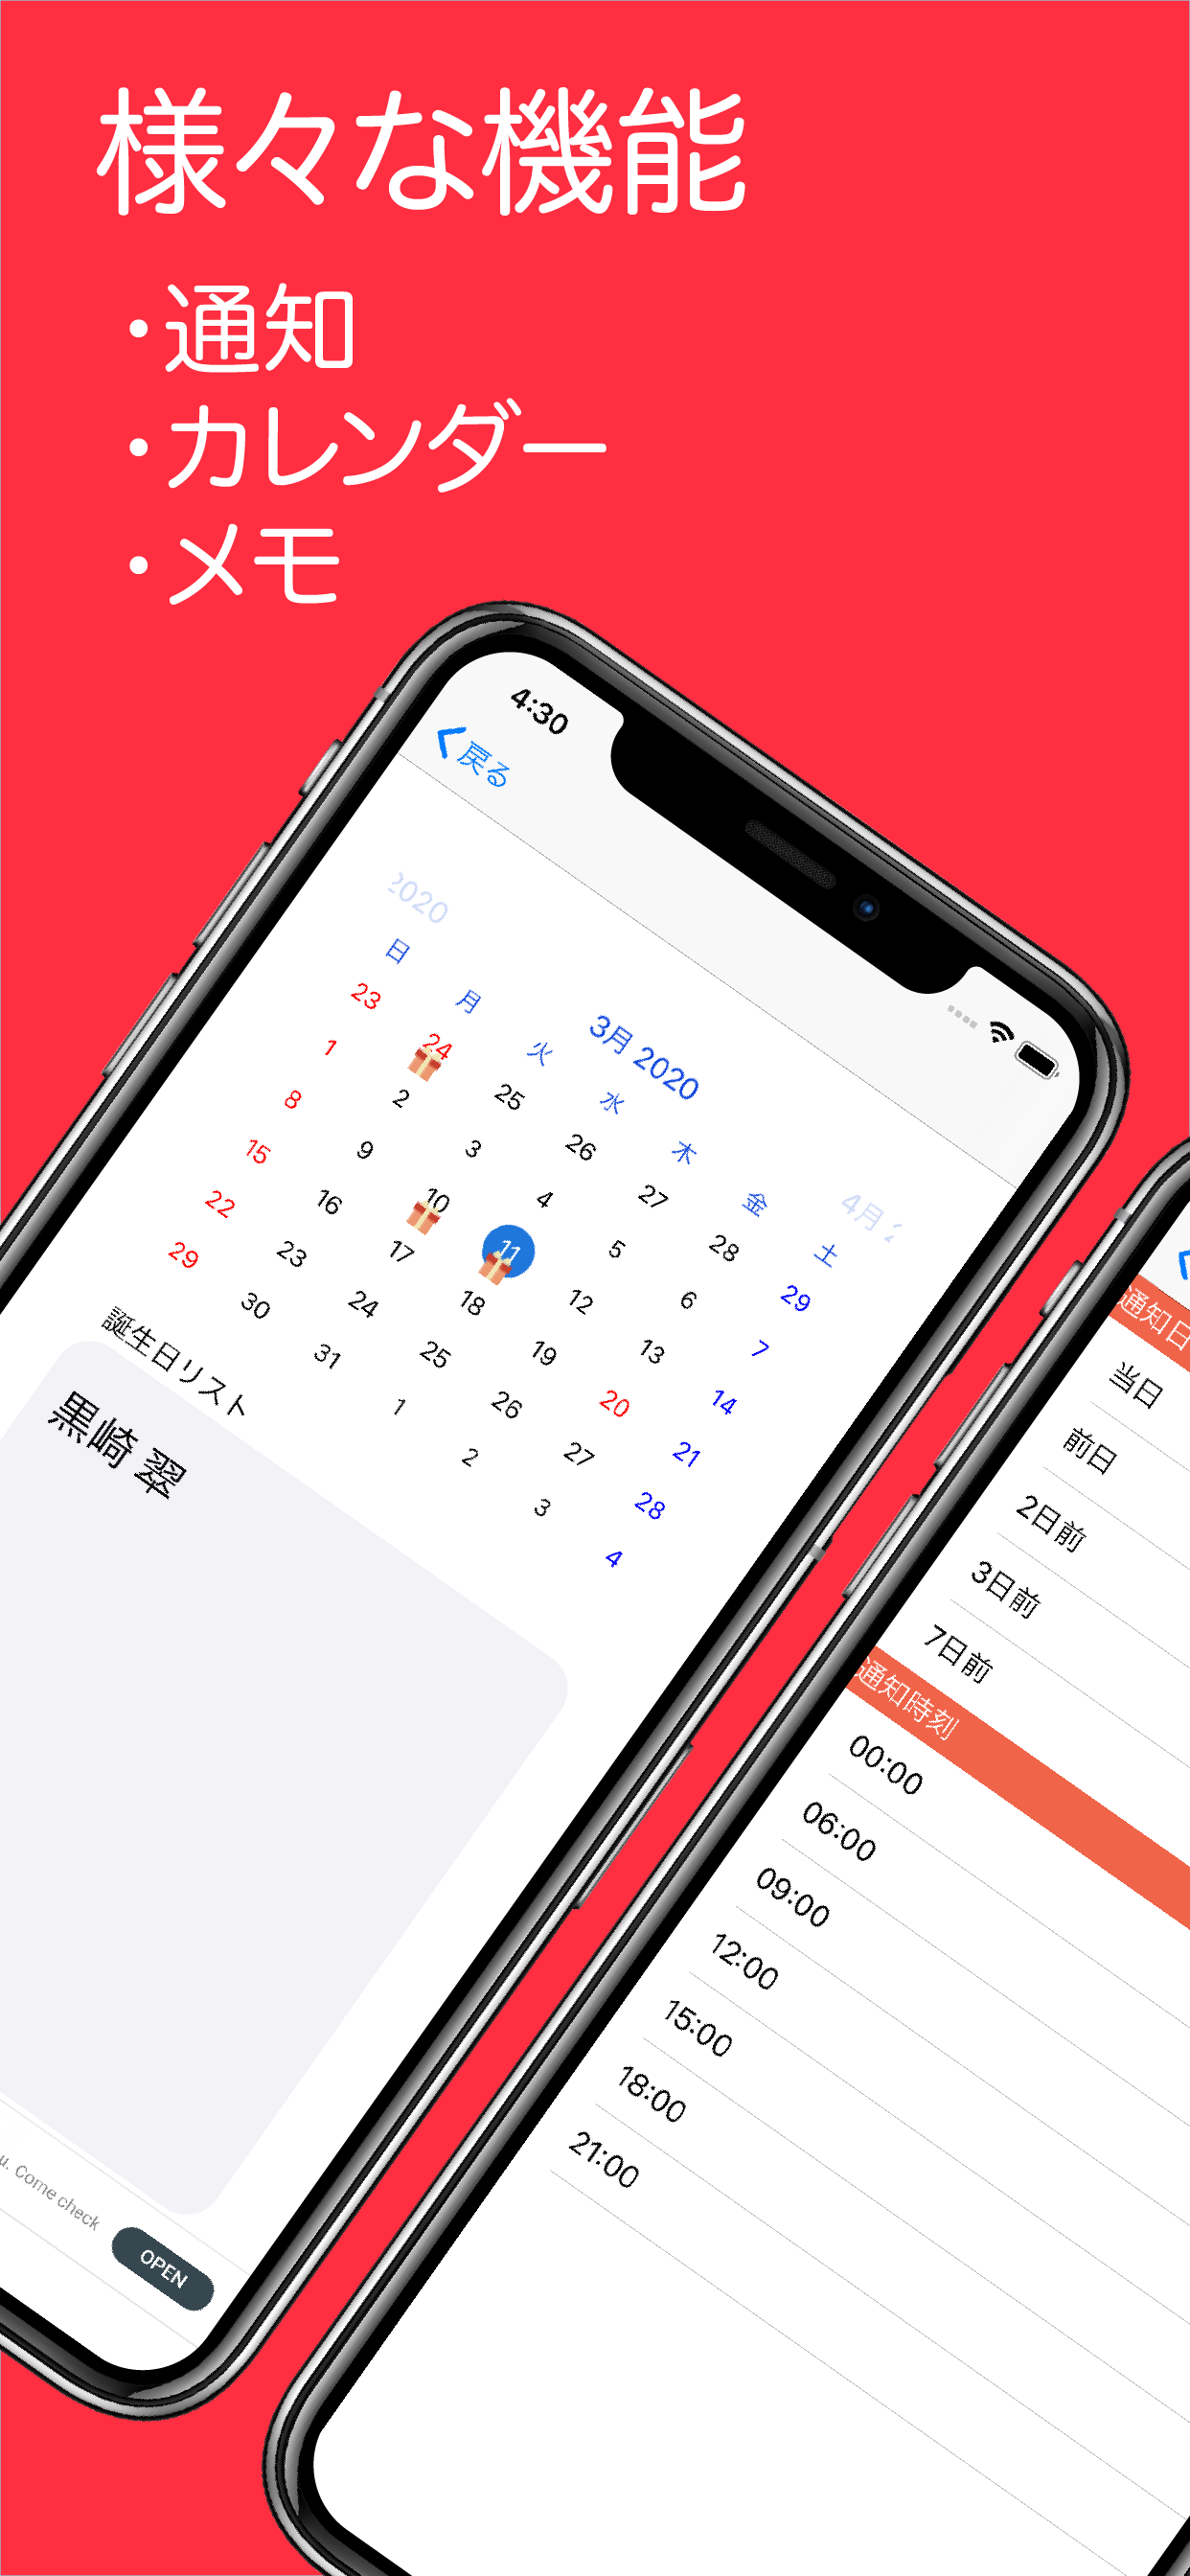 様々な機能
・通知
・カレンダー
・メモ
4:30
戻る
2020
3月 2020
4月
日 月 火 水 木 金 土
23 24 25 26 27 28 29
1 2 3 4 5 6 7
8 9 10 11 12 13 14
15 16 17 18 19 20 21
22 23 24 25 26 27 28
29 30 31 1 2 3 4
誕生日リスト
黒崎 翠
Come check
OPEN
通知日
当日
前日
2日前
3日前
7日前
通知時刻
00:00
06:00
09:00
12:00
15:00
18:00
21:00